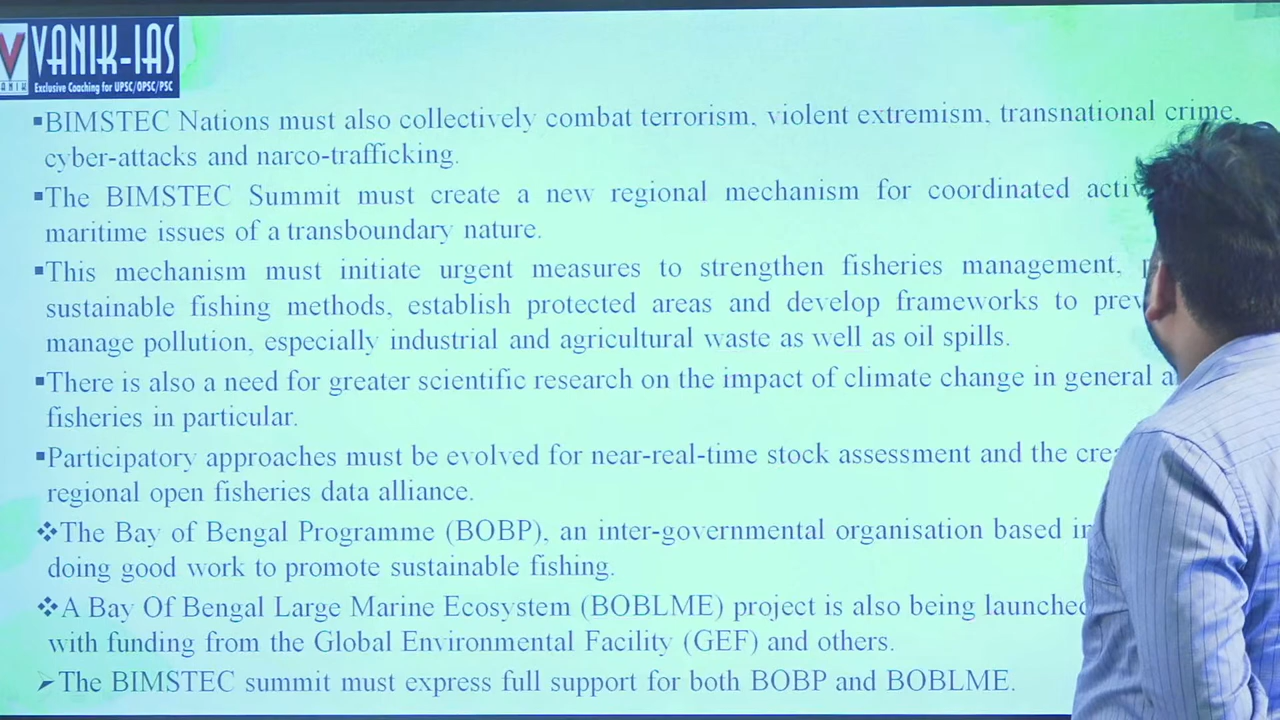 VANIK-IAS
VANIK
Exclusive Coaching for UPSC/OPSC/PSC
▪BIMSTEC Nations must also collectively combat terrorism, violent extremism, transnational crime,
cyber-attacks and narco-trafficking.
▪The BIMSTEC Summit must create a new regional mechanism for coordinated
maritime issues of a transboundary nature.
▪This mechanism must initiate urgent measures to strengthen fisheries management,
sustainable fishing methods, establish protected areas and develop frameworks to
manage pollution, especially industrial and agricultural waste as well as oil spills.
▪There is also a need for greater scientific research on the impact of climate change in general
fisheries in particular.
▪Participatory approaches must be evolved for near-real-time stock assessment and the
regional open fisheries data alliance.
❖The Bay of Bengal Programme (BOBP), an inter-governmental organisation based in
doing good work to promote sustainable fishing.
❖A Bay Of Bengal Large Marine Ecosystem (BOBLME) project is also being launched
with funding from the Global Environmental Facility (GEF) and others.
➢The BIMSTEC summit must express full support for both BOBP and BOBLME.